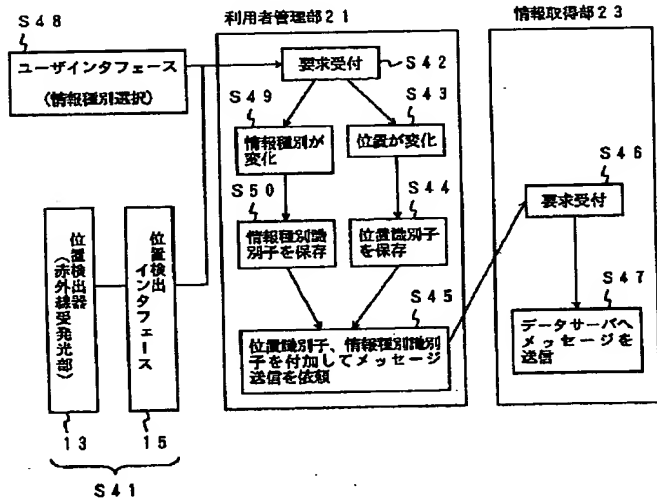 S48
ユーザインタフェース
(情報種別選択)
利用者管理部21
要求受付
S42
S49
情報種別が
変化
S43
位置が変化
S50
情報種別識
別子を保存
S44
位置識別子
を保存
S45
位置識別子、情報種別識別
子を付加してメッセージ
送信を依頼
情報取得部23
S46
要求受付
S47
データサーバへ
メッセージを
送信
位置検出器
(赤外線受発光部)
位置検出
インタフェース
13
15
S41